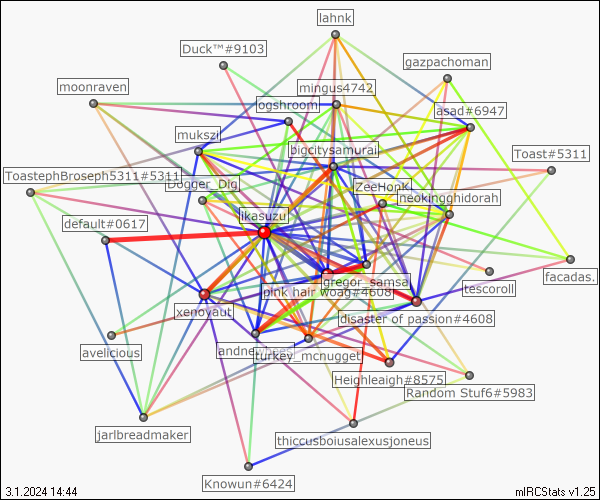 lahnk
Duck™#9103
gazpachoman
moonraven
mingus4742
ogshroom
asad#6947
mukszi
bigcitysamurai
Toast#5311
ToastephBroseph5311#5311
Dogger_Dig
ZeeHonk
neokingghidorah
ikasuzu
default#0617
gregor_samsa
facadas.
tescoroll
pink hair woag#4608
xenoyaut
disaster of passion#4608
avelicious
turkey_mcnugget
Heighleaigh#8575
Random Stuf6#5983
jarlbreadmaker
thiccusboiusalexusjoneus
Knowun#6424
3.1.2024 14:44
mIRCStats v1.25